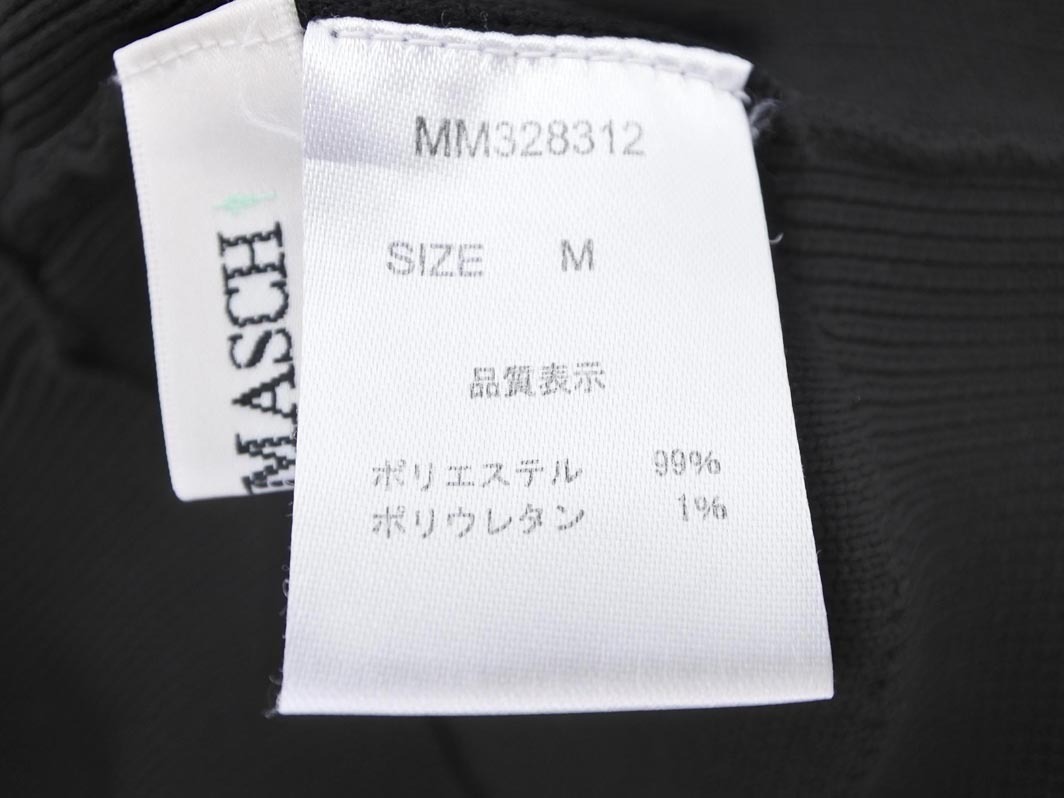 MM328312
SIZE M
品質表示
ポリエステル 99%
ポリウレタン 1%
MASCH